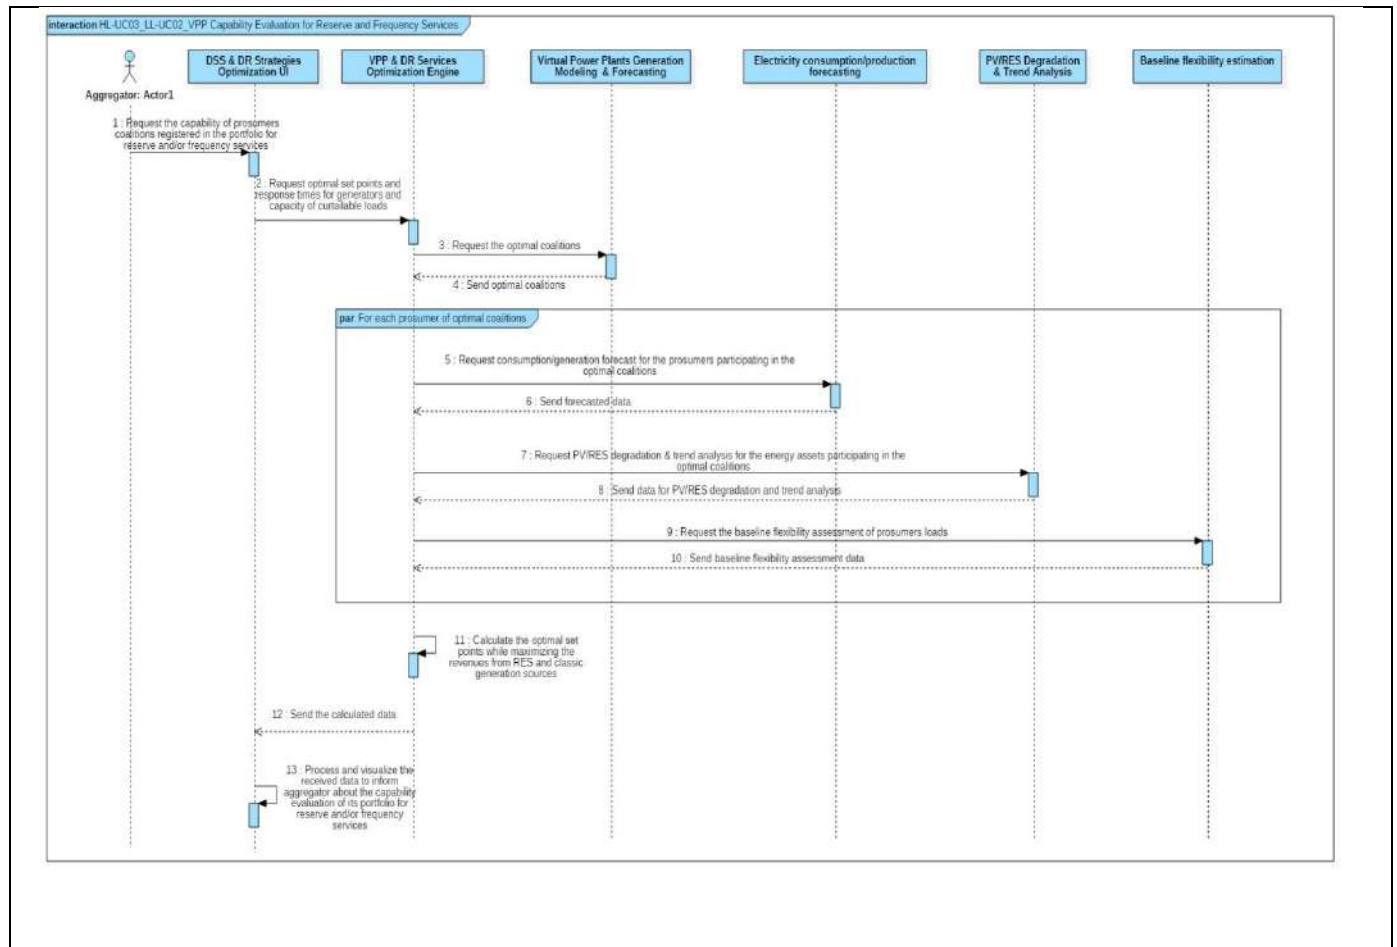 interaction HL-UC03_LL-UC02_VPP Capability Evaluation for Reserve and Frequency Services
Aggregator: Actor1
DSS & DR Strategies
Optimization UI
VPP & DR Services
Optimization Engine
Virtual Power Plants Generation
Modeling & Forecasting
Electricity consumption/production
forecasting
PV/RES Degradation
& Trend Analysis
Baseline flexibility estimation
1 : Request the capability of prosumers
coalitions registered in the portfolio for
reserve and/or frequency services
2 : Request optimal set points and
response times for generators and
capacity of curtailable loads
3 : Request the optimal coalitions
4 : Send optimal coalitions
par For each prosumer of optimal coalitions
5 : Request consumption/generation forecast for the prosumers participating in the
optimal coalitions
6 : Send forecasted data
7 : Request PV/RES degradation & trend analysis for the energy assets participating in the
optimal coalitions
8 : Send data for PV/RES degradation and trend analysis
9 : Request the baseline flexibility assessment of prosumers loads
10 : Send baseline flexibility assessment data
11 : Calculate the optimal set
points while maximizing the
revenues from RES and classic
generation sources
12 : Send the calculated data
13 : Process and visualize the
received data to inform
aggregator about the capability
evaluation of its portfolio for
reserve and/or frequency
services